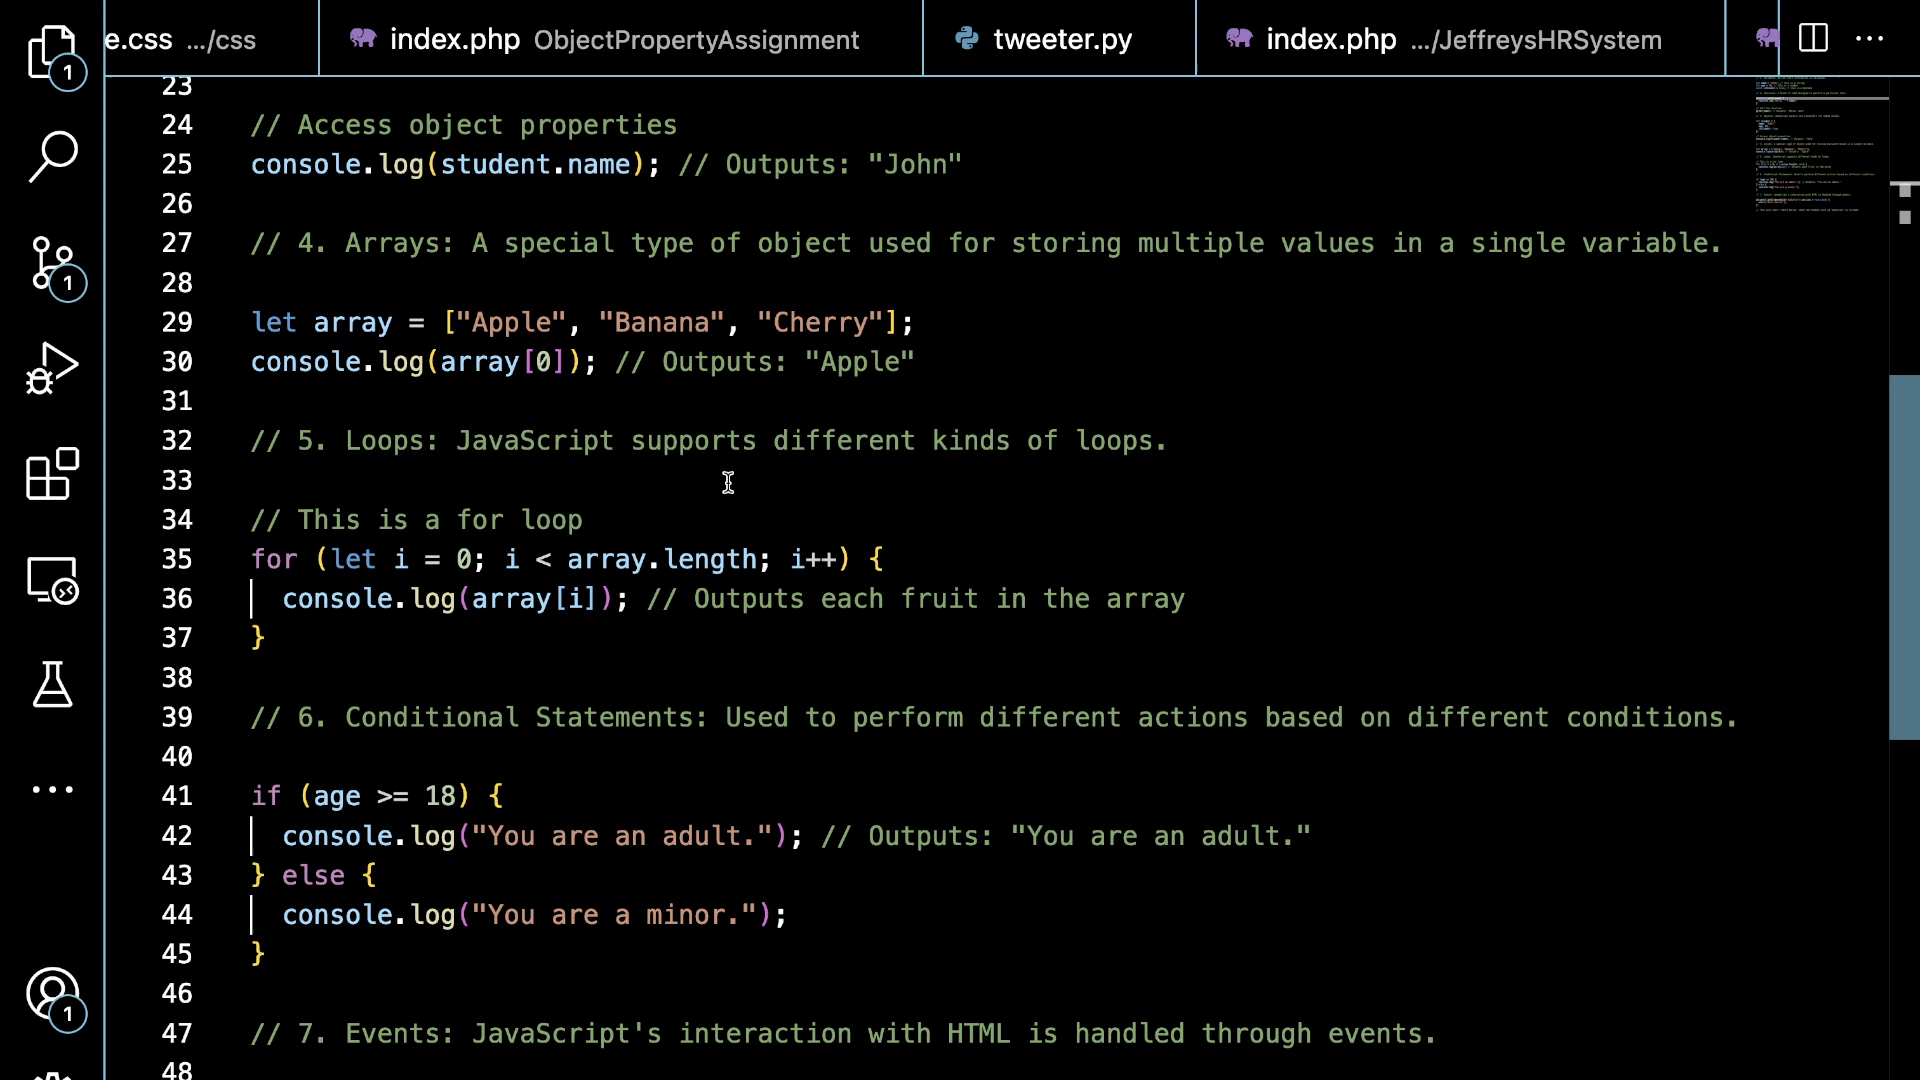 e.css .../css
index.php ObjectPropertyAssignment
tweeter.py
index.php .../JeffreysHRSystem
1
1
1
23
24 // Access object properties
25 console.log(student.name); // Outputs: "John"
26
27 // 4. Arrays: A special type of object used for storing multiple values in a single variable.
28
29 let array = ["Apple", "Banana", "Cherry"];
30 console.log(array[0]); // Outputs: "Apple"
31
32 // 5. Loops: JavaScript supports different kinds of loops.
33
34 // This is a for loop
35 for (let i = 0; i < array.length; i++) {
36 console.log(array[i]); // Outputs each fruit in the array
37 }
38
39 // 6. Conditional Statements: Used to perform different actions based on different conditions.
40
41 if (age >= 18) {
42 console.log("You are an adult."); // Outputs: "You are an adult."
43 } else {
44 console.log("You are a minor.");
45 }
46
47 // 7. Events: JavaScript's interaction with HTML is handled through events.
48